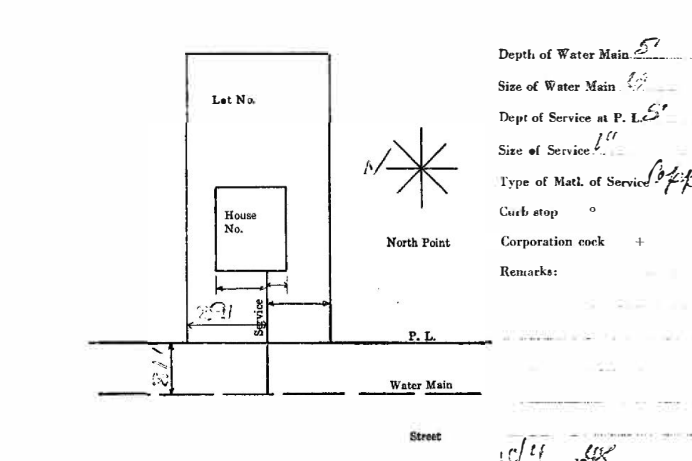 Lot No.
House
No.
North Point
Service
P. L.
Water Main
Street
Depth of Water Main 5'
Size of Water Main
Dept of Service at P. L. 5'
Size of Service 1"
Type of Matl. of Service
Curb stop °
Corporation cock +
Remarks: